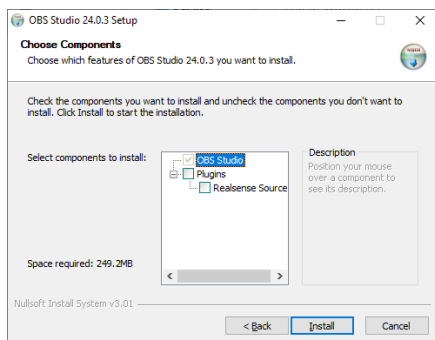 OBS Studio 24.0.3 Setup
Choose Components
Choose which features of OBS Studio 24.0.3 you want to install.
Check the components you want to install and uncheck the components you don't want to
install. Click Install to start the installation.
Select components to install:
OBS Studio
Plugins
Realsense Source
Description
Position your mouse
over a component to
see its description.
Space required: 249.2MB
Nullsoft Install System v3.01
< Back
Install
Cancel